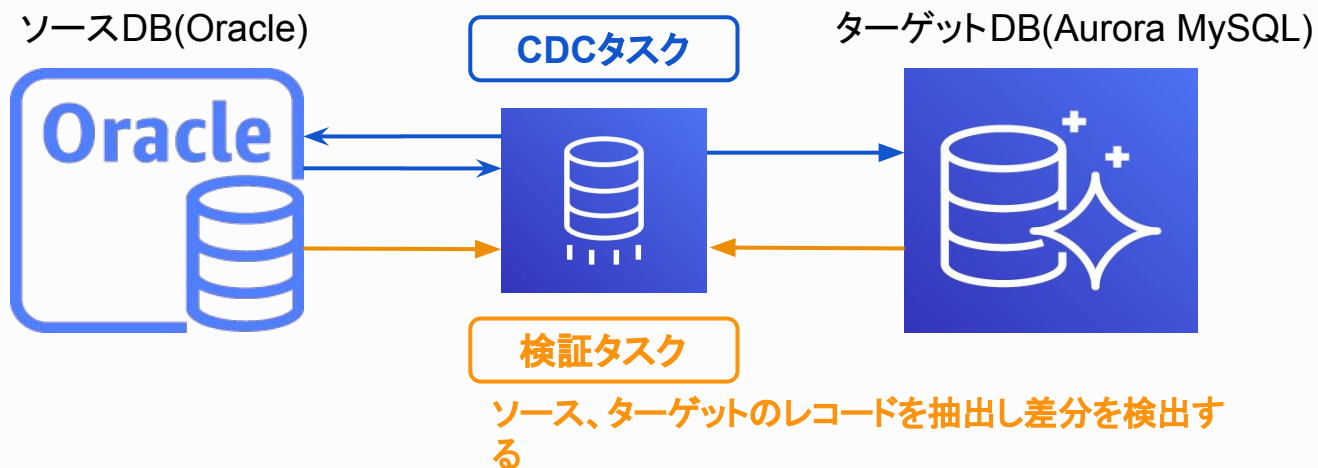 ソースDB(Oracle)
ターゲットDB(Aurora MySQL)
CDCタスク
Oracle
検証タスク
ソース、ターゲットのレコードを抽出し差分を検出す
る